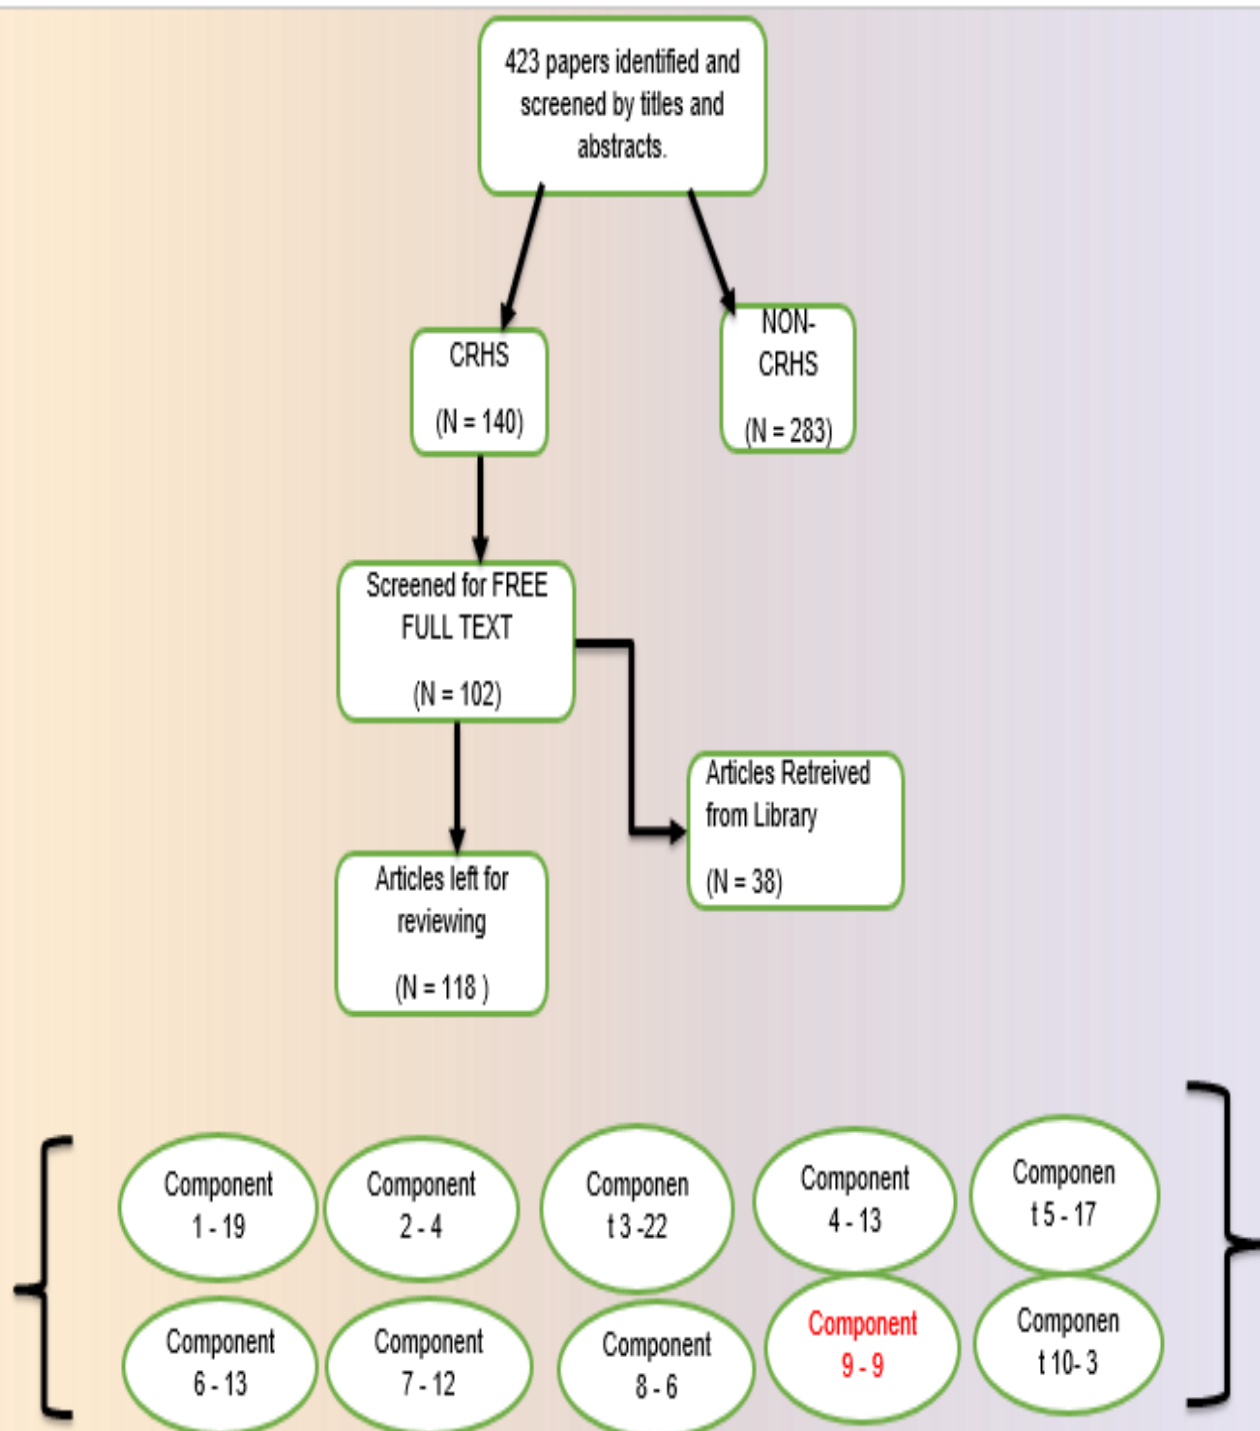 423 papers identified and
screened by titles and
abstracts.
CRHS
(N = 140)
NON-
CRHS
(N = 283)
Screened for FREE
FULL TEXT
(N = 102)
Articles Retreived
from Library
(N = 38)
Articles left for
reviewing
(N = 118 )
Component
1 - 19
Component
2 - 4
Componen
t 3 -22
Component
4 - 13
Componen
t 5 - 17
Component
6 - 13
Component
7 - 12
Component
8 - 6
Component
9 - 9
Componen
t 10- 3